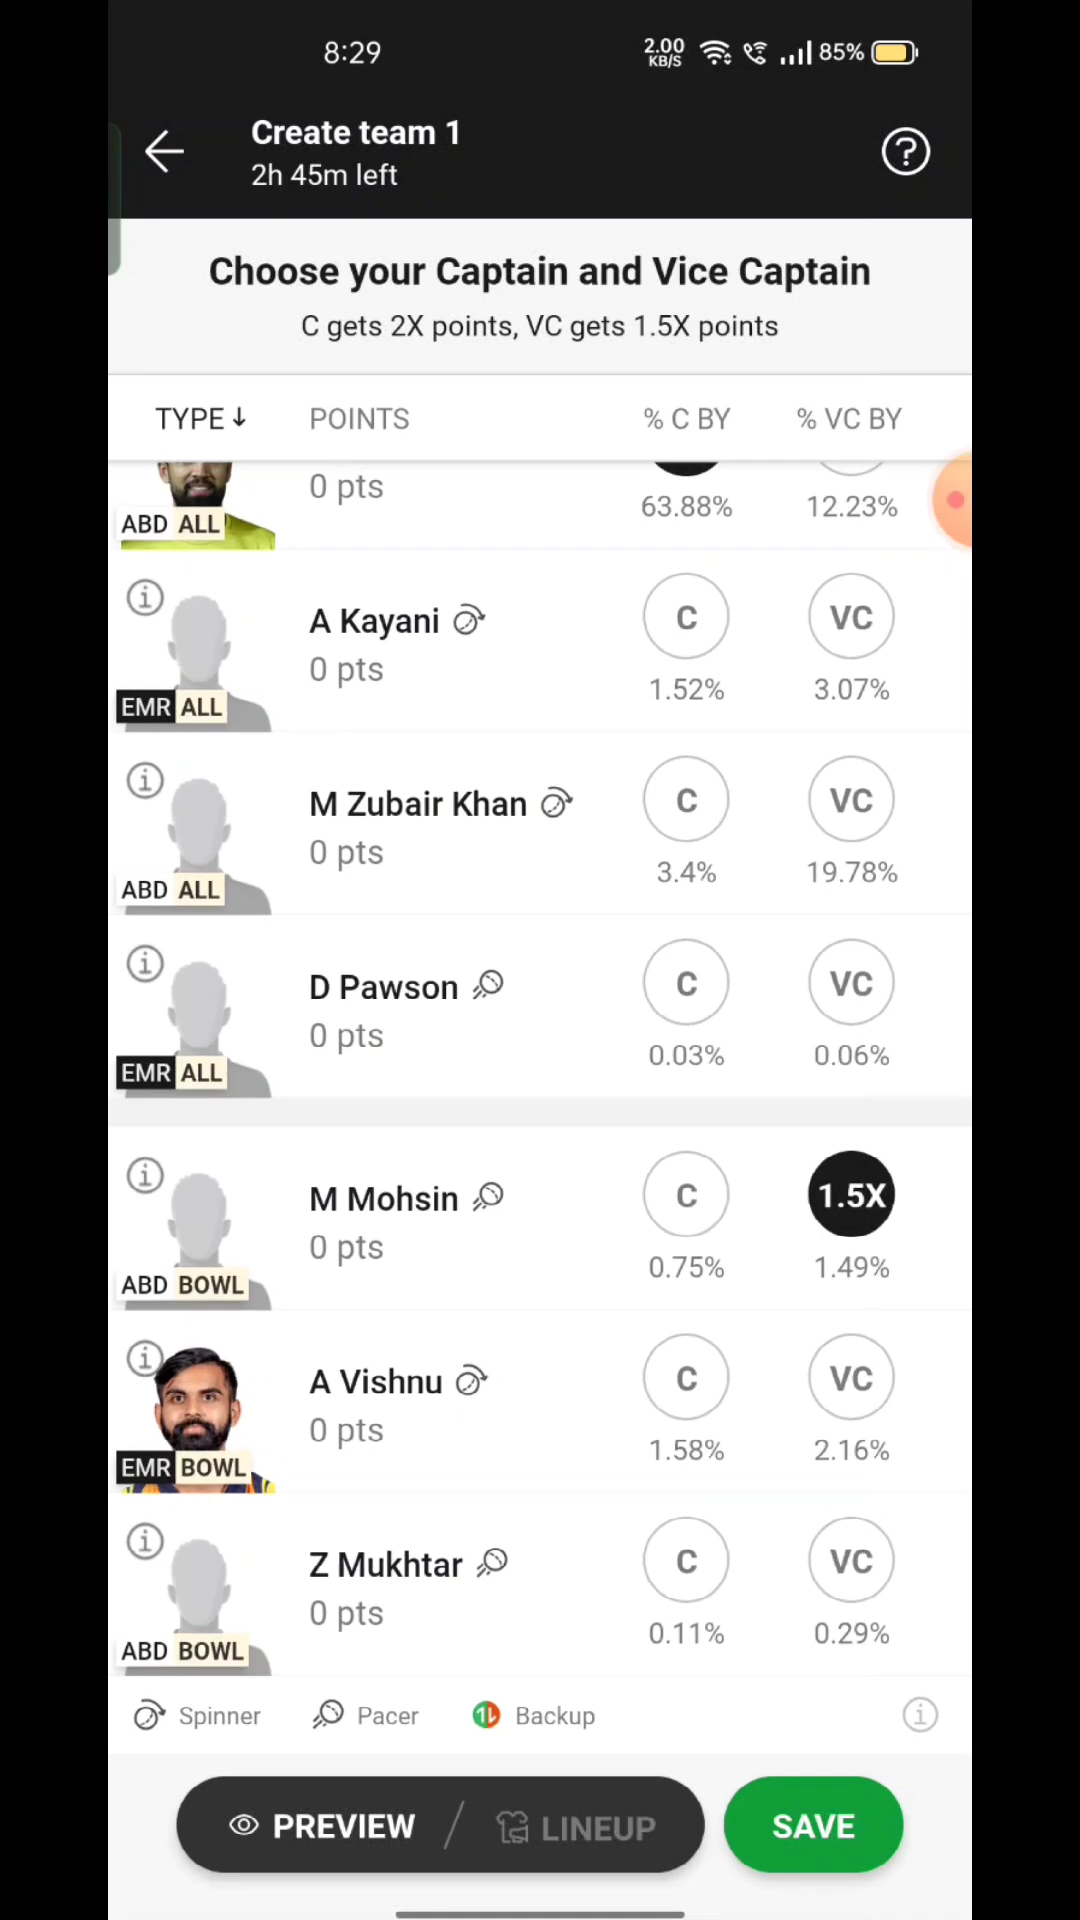 8:29
2.00 KB/S 85%
Create team 1
2h 45m left
Choose your Captain and Vice Captain
C gets 2X points, VC gets 1.5X points
TYPE↓ POINTS % C BY % VC BY
0 pts
63.88% 12.23%
ABD ALL
A Kayani C VC
0 pts
1.52% 3.07%
EMR ALL
M Zubair Khan C VC
0 pts
3.4% 19.78%
ABD ALL
D Pawson C VC
0 pts
0.03% 0.06%
EMR ALL
M Mohsin C 1.5X
0 pts
0.75% 1.49%
ABD BOWL
A Vishnu C VC
0 pts
1.58% 2.16%
EMR BOWL
Z Mukhtar C VC
0 pts
0.11% 0.29%
ABD BOWL
Spinner Pacer Backup
PREVIEW / LINEUP SAVE